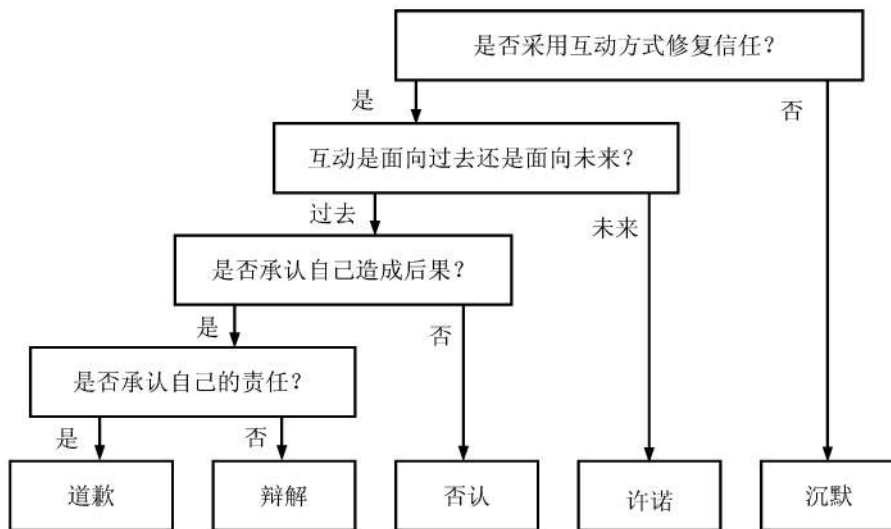 是否采用互动方式修复信任？
是
否
互动是面向过去还是面向未来？
过去
未来
是否承认自己造成后果？
是
否
是否承认自己的责任？
是
否
道歉
辩解
否认
许诺
沉默